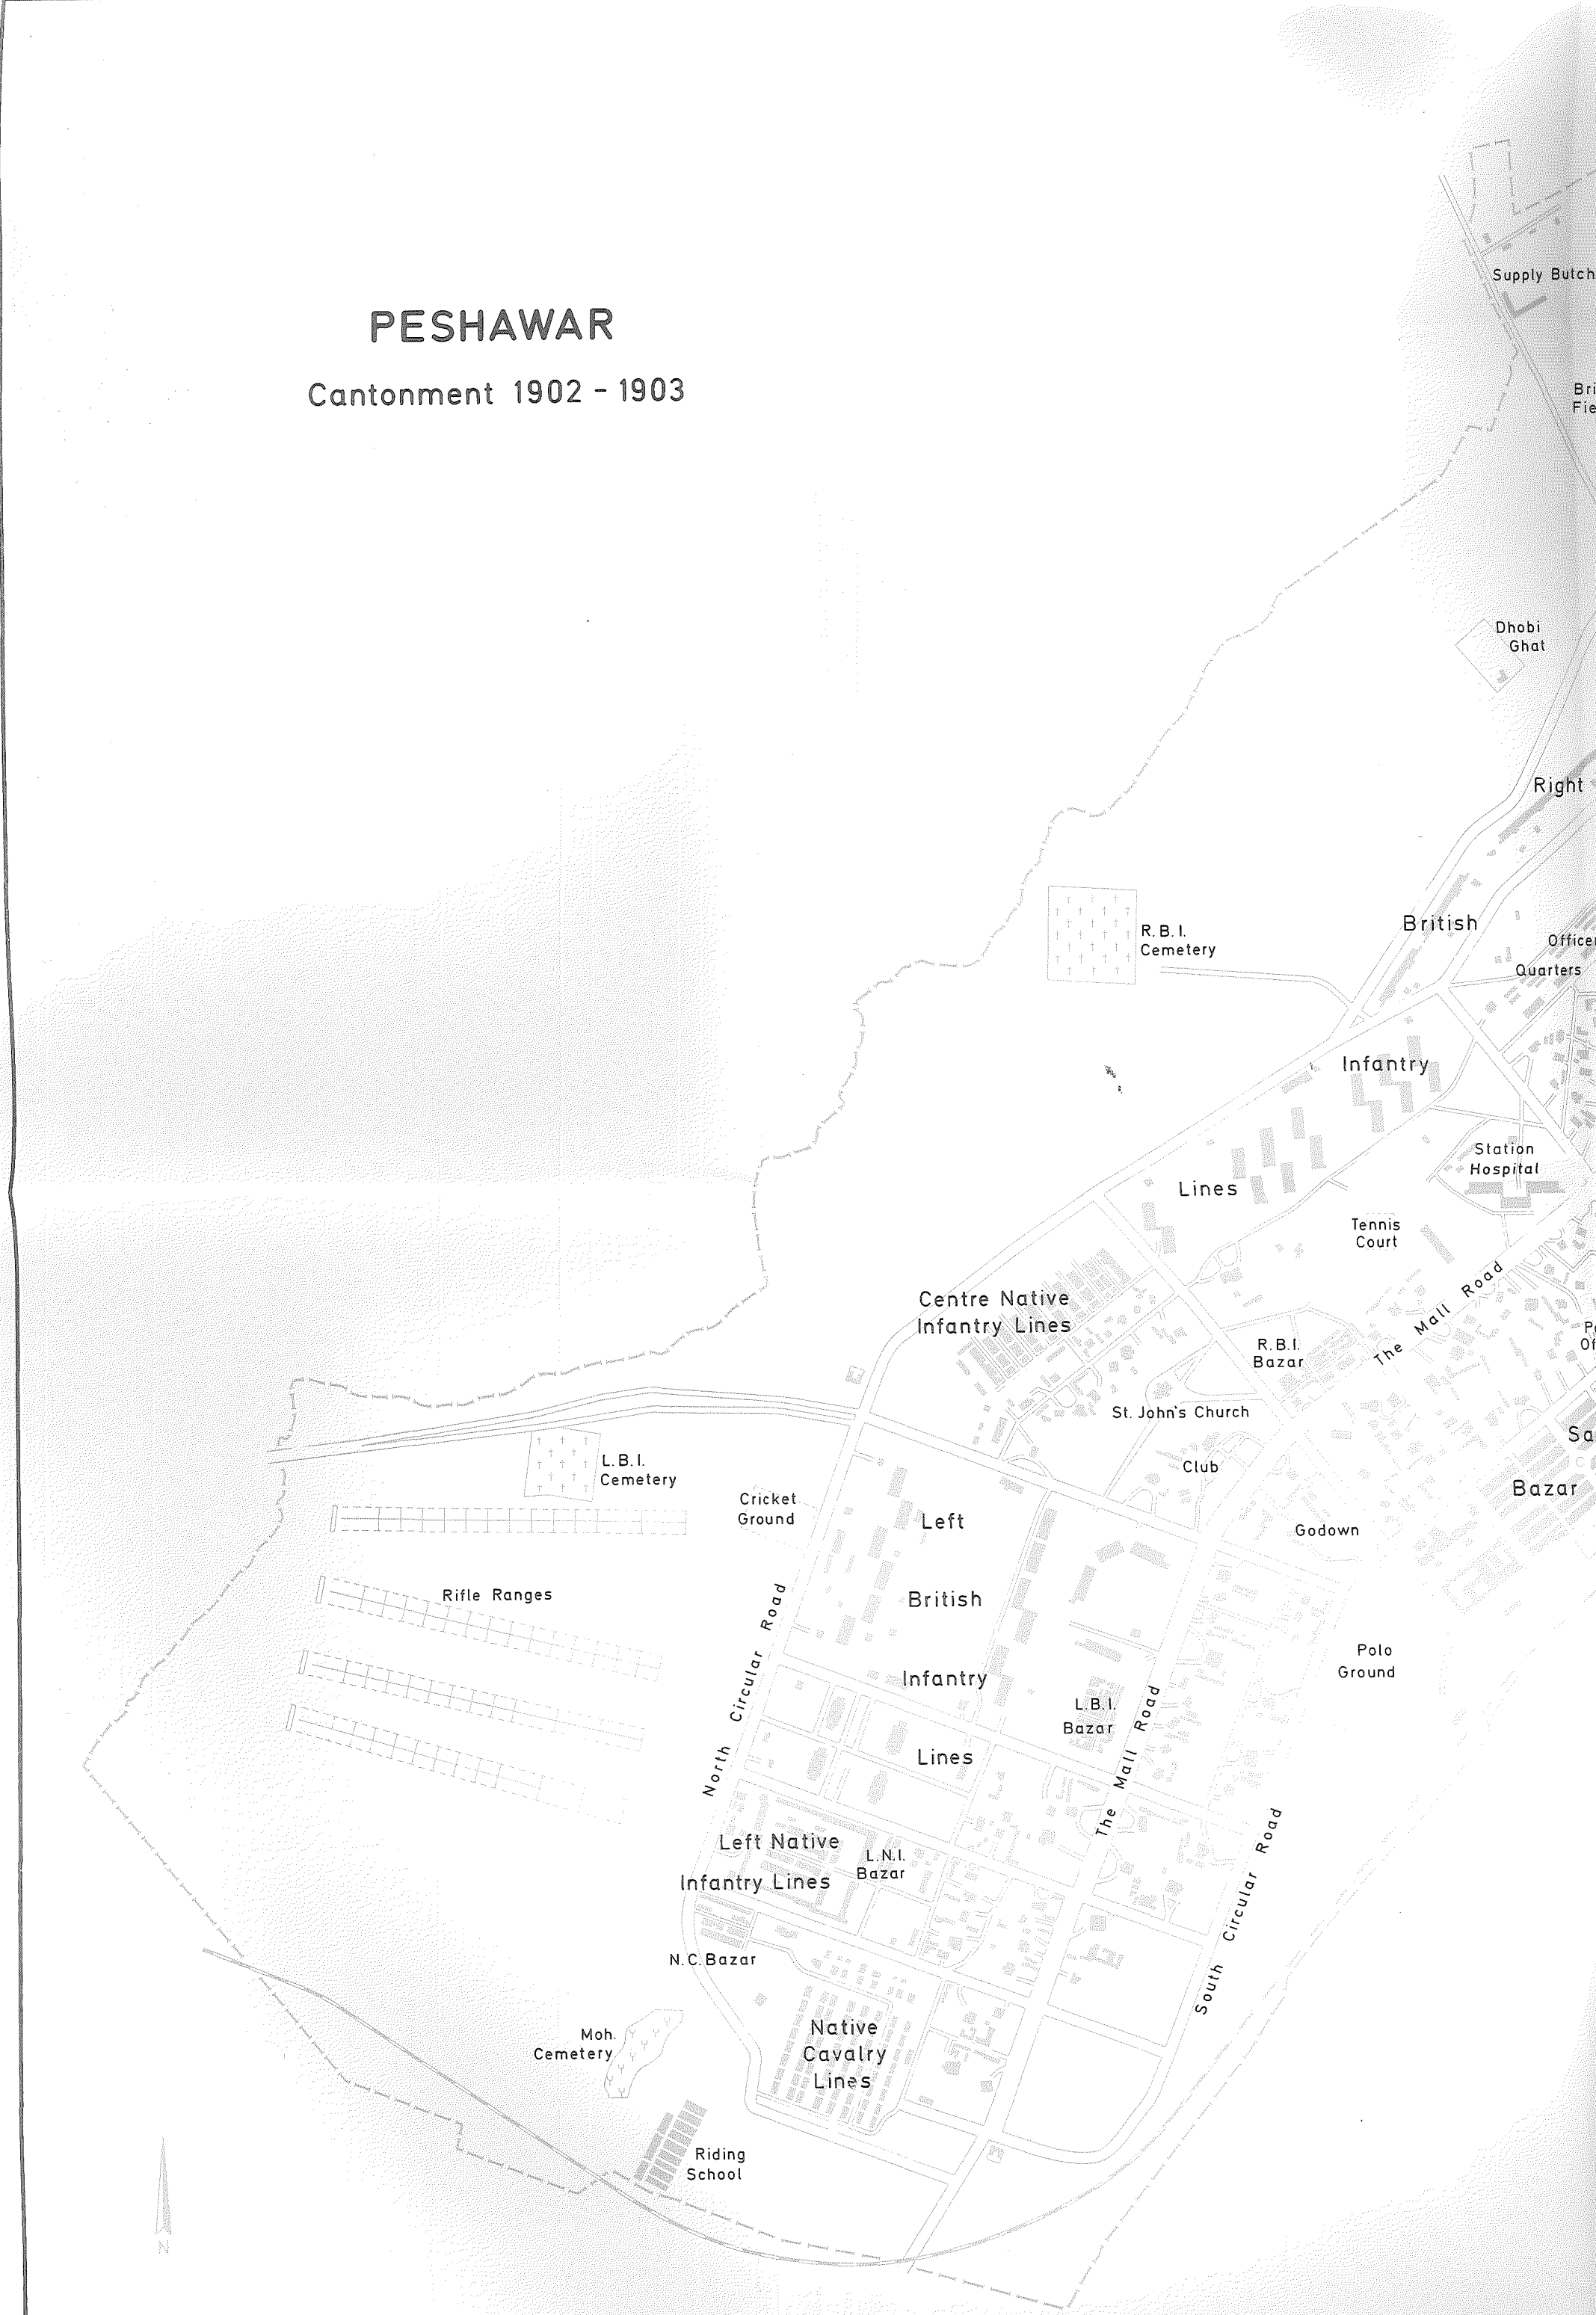 PESHAWAR
Cantonment 1902 - 1903
Supply Butch
Bri
Fie
Dhobi
Ghat
Right
British
Officer
Quarters
R.B.I.
Cemetery
Infantry
Station
Hospital
Lines
Tennis
Court
The Mall Road
Centre Native
Infantry Lines
R.B.I.
Bazar
P
Of
St. John's Church
Sa
Club
Bazar
L.B.I.
Cemetery
Cricket
Ground
Left
Godown
Rifle Ranges
British
North Circular Road
Polo
Ground
Infantry
L.B.I.
Bazar
The Mall Road
Lines
Left Native
Infantry Lines
L.N.I.
Bazar
South Circular Road
N.C. Bazar
Native
Cavalry
Lines
Moh.
Cemetery
Riding
School
N